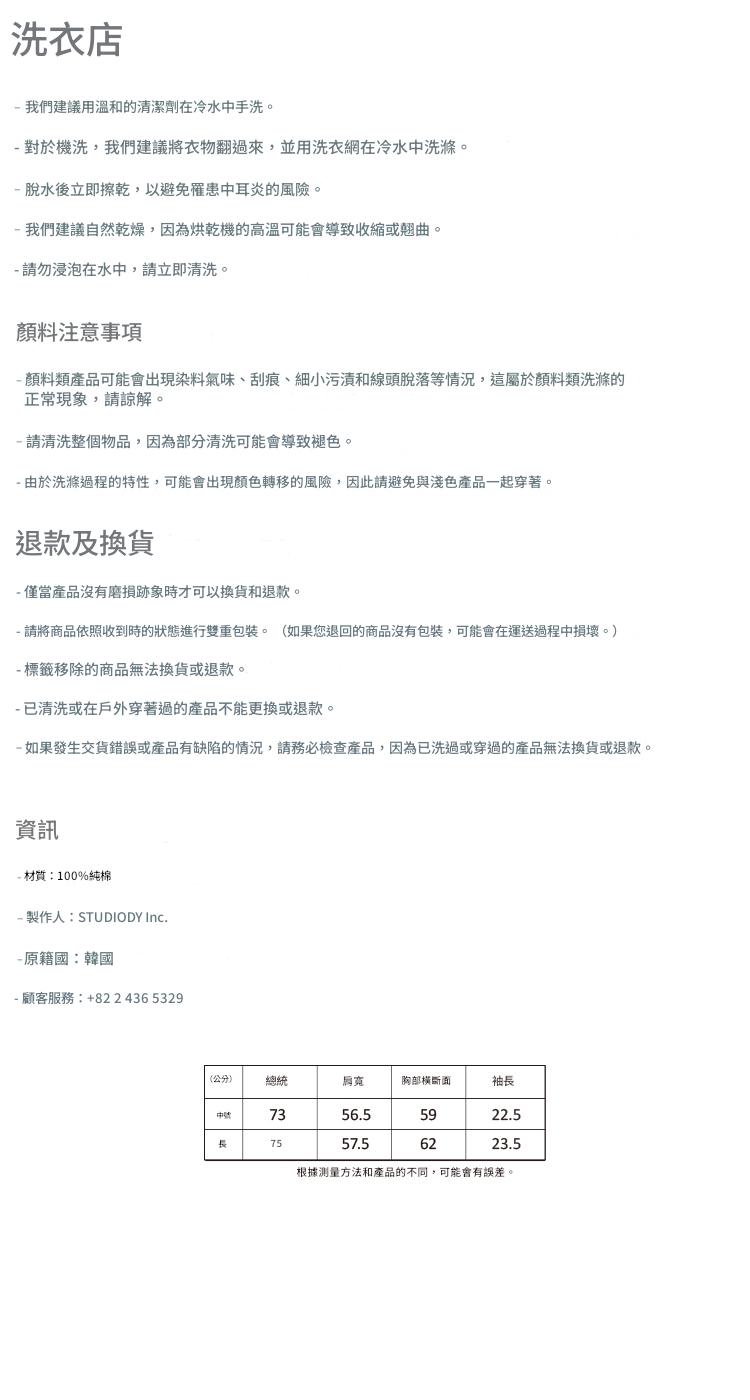 洗衣店
- 我們建議用溫和的清潔劑在冷水中手洗。
- 對於機洗，我們建議將衣物翻過來，並用洗衣網在冷水中洗滌。
- 脫水後立即擦乾，以避免罹患中耳炎的風險。
- 我們建議自然乾燥，因為烘乾機的高溫可能會導致收縮或翹曲。
- 請勿浸泡在水中，請立即清洗。
顏料注意事項
- 顏料類產品可能會出現染料氣味、刮痕、細小污漬和線頭脫落等情況，這屬於顏料類洗滌的
正常現象，請諒解。
- 請清洗整個物品，因為部分清洗可能會導致褪色。
- 由於洗滌過程的特性，可能會出現顏色轉移的風險，因此請避免與淺色產品一起穿著。
退款及換貨
- 僅當產品沒有磨損跡象時才可以換貨和退款。
- 請將商品依照收到時的狀態進行雙重包裝。（如果您退回的商品沒有包裝，可能會在運送過程中損壞。）
- 標籤移除的商品無法換貨或退款。
- 已清洗或在戶外穿著過的產品不能更換或退款。
- 如果發生交貨錯誤或產品有缺陷的情況，請務必檢查產品，因為已洗過或穿過的產品無法換貨或退款。
資訊
- 材質：100%純棉
- 製作人：STUDIODY Inc.
- 原籍國：韓國
- 顧客服務：+82 2 436 5329
（公分） 總統 肩寬 胸部橫斷面 袖長
中號 73 56.5 59 22.5
長 75 57.5 62 23.5
根據測量方法和產品的不同，可能會有誤差。